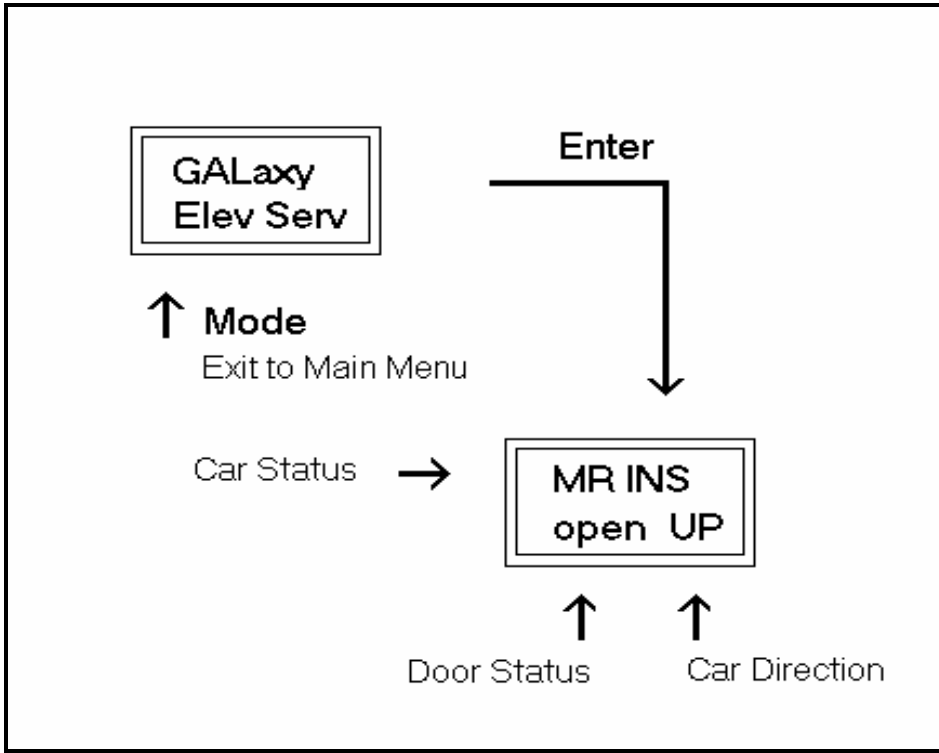 GALaxy
Elev Serv
Enter
Mode
Exit to Main Menu
Car Status
MR INS
open UP
Door Status
Car Direction